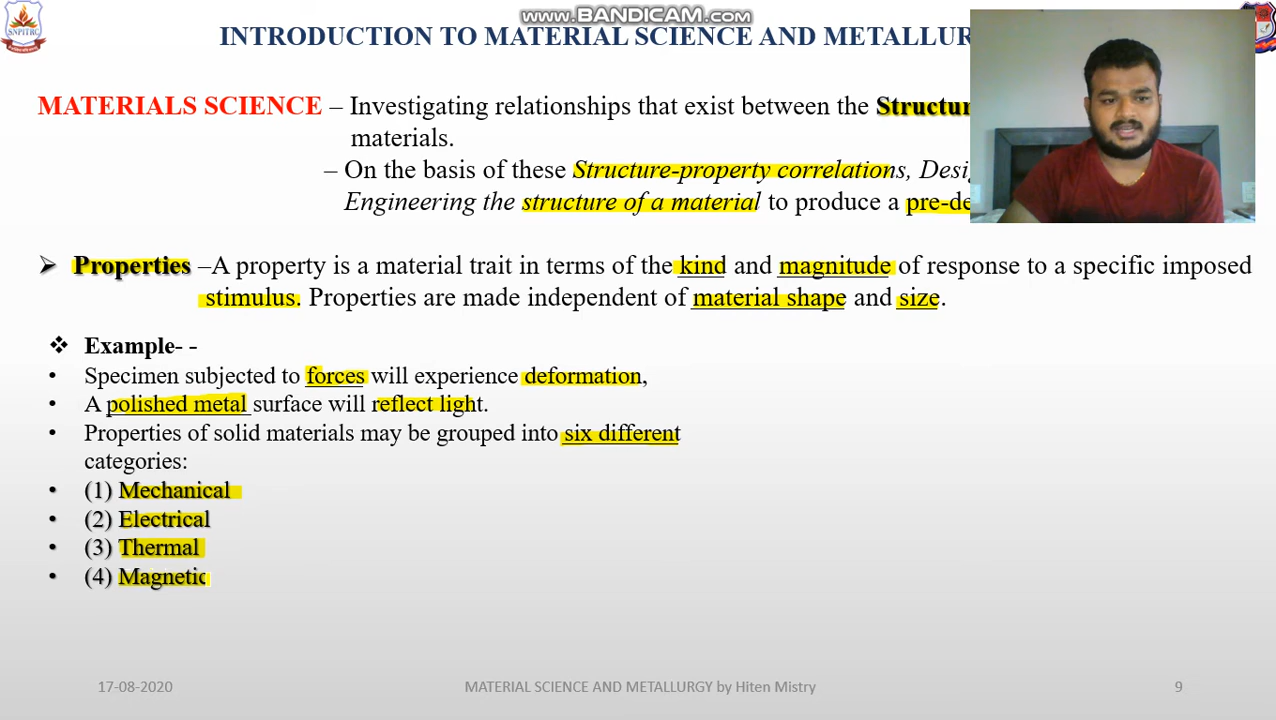 www.BANDICAM.com
SNPITRC
INTRODUCTION TO MATERIAL SCIENCE AND METALLUR
MATERIALS SCIENCE – Investigating relationships that exist between the Structur
materials.
– On the basis of these Structure-property correlations, Desi
Engineering the structure of a material to produce a pre-de
➢ Properties –A property is a material trait in terms of the kind and magnitude of response to a specific imposed
stimulus. Properties are made independent of material shape and size.
❖ Example- -
• Specimen subjected to forces will experience deformation,
• A polished metal surface will reflect light.
• Properties of solid materials may be grouped into six different
categories:
• (1) Mechanical
• (2) Electrical
• (3) Thermal
• (4) Magnetic
17-08-2020 MATERIAL SCIENCE AND METALLURGY by Hiten Mistry 9